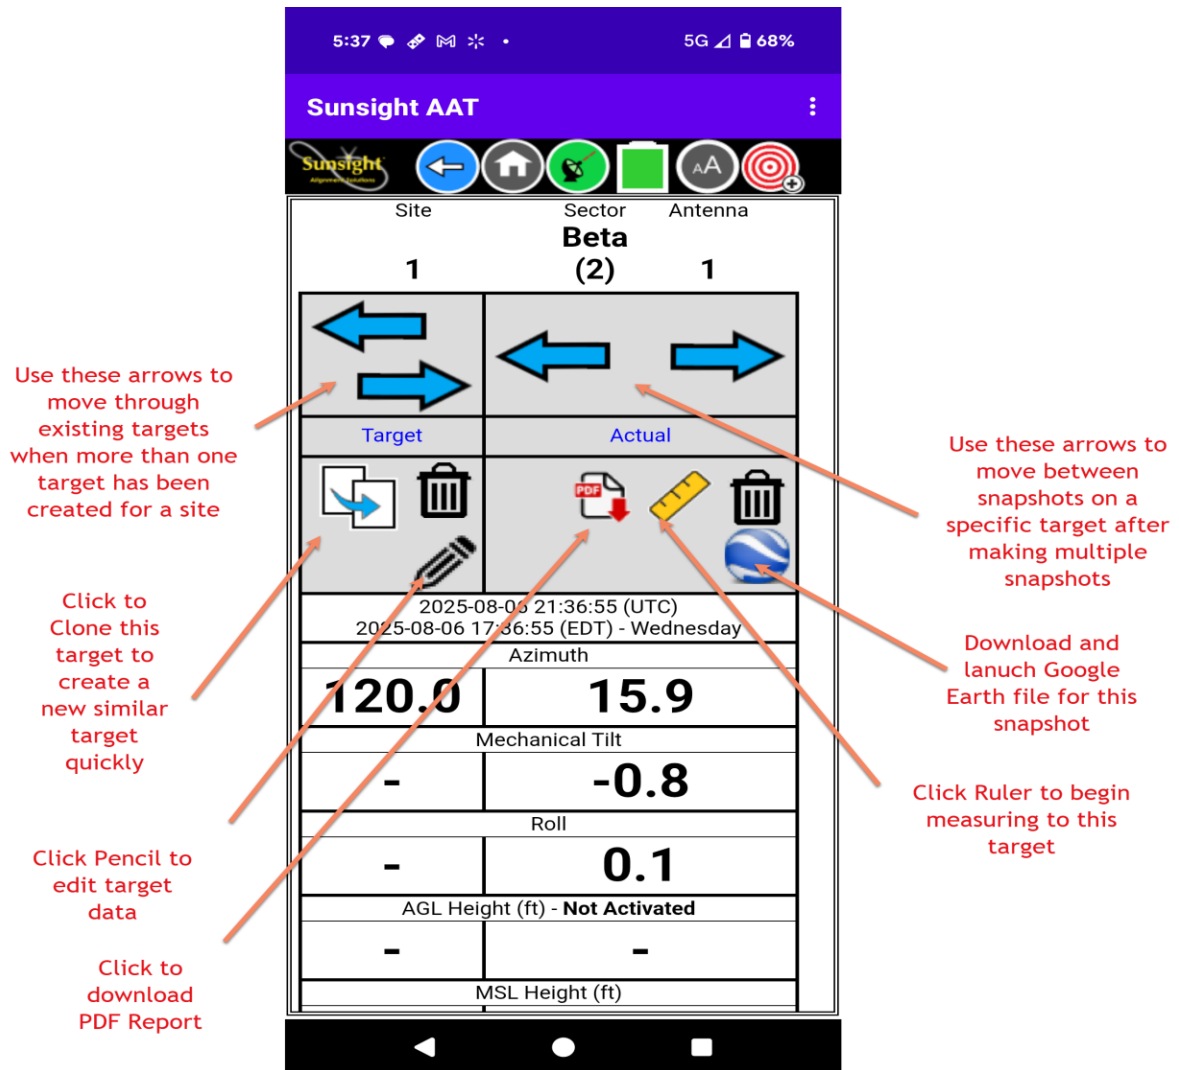 5:37
5G 68%
Sunsight AAT
Sunsight
Alignment Solutions
AA
Site Sector Antenna
Beta
1 (2) 1
Use these arrows to
move through
existing targets
when more than one
target has been
created for a site
Target Actual
Use these arrows to
move between
snapshots on a
specific target after
making multiple
snapshots
PDF
Click to
Clone this
target to
create a
new similar
target
quickly
2025-08-06 21:36:55 (UTC)
2025-08-06 17:36:55 (EDT) - Wednesday
Download and
lanuch Google
Earth file for this
snapshot
Azimuth
120.0 15.9
Mechanical Tilt
- -0.8
Click Ruler to begin
measuring to this
target
Roll
- 0.1
Click Pencil to
edit target
data
AGL Height (ft) - Not Activated
- -
Click to
download
PDF Report
MSL Height (ft)